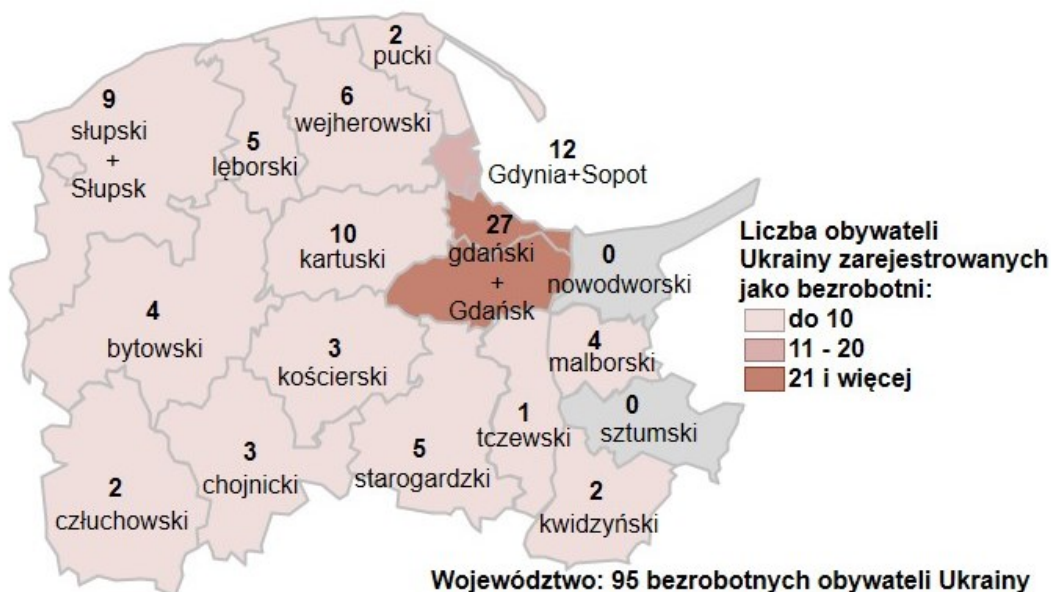 2
pucki
9
słupski
+
Słupsk
5
lęborski
6
wejherowski
12
Gdynia+Sopot
10
kartuski
27
gdański
+
Gdańsk
0
nowodworski
4
bytowski
3
kościerski
4
malborski
0
sztumski
1
tczewski
5
starogardzki
3
chojnicki
2
człuchowski
2
kwidzyński
Liczba obywateli
Ukrainy zarejestrowanych
jako bezrobotni:
do 10
11 - 20
21 i więcej
Województwo: 95 bezrobotnych obywateli Ukrainy